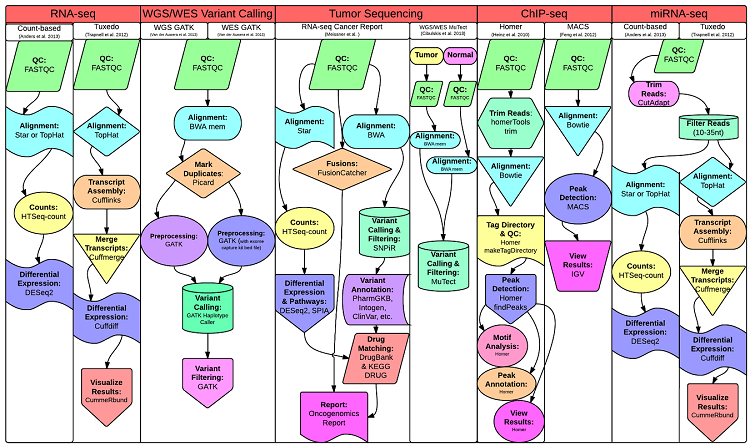 RNA-seq
WGS/WES Variant Calling
Tumor Sequencing
ChIP-seq
miRNA-seq
Count-based
(Anders et al. 2013)
Tuxedo
(Trapnell et al. 2012)
WGS GATK
(Van der Auwera et al. 2013)
WES GATK
(Van der Auwera et al. 2013)
RNA-seq Cancer Report
(Meissner et al. )
WGS/WES MuTect
(Cibulskis et al. 2013)
Homer
(Heinz et al. 2010)
MACS
(Feng et al. 2012)
Count-based
(Anders et al. 2013)
Tuxedo
(Trapnell et al. 2012)
QC:
FASTQC
Alignment:
Star or TopHat
Counts:
HTSeq-count
Differential
Expression:
DESeq2
Alignment:
TopHat
Transcript
Assembly:
Cufflinks
Merge
Transcripts:
Cuffmerge
Differential
Expression:
Cuffdiff
Visualize
Results:
CummeRbund
QC:
FASTQC
Alignment:
BWA mem
Mark
Duplicates:
Picard
Preprocessing:
GATK
Preprocessing:
GATK (with exome
capture kit bed file)
Variant
Calling:
GATK Haplotype
Caller
Variant
Filtering:
GATK
QC:
FASTQC
Alignment:
Star
Alignment:
BWA
Fusions:
FusionCatcher
Counts:
HTSeq-count
Variant
Calling &
Filtering:
SNPiR
Differential
Expression
& Pathways:
DESeq2, SPIA
Variant
Annotation:
PharmGKB,
Intogen,
ClinVar, etc.
Drug
Matching:
DrugBank
& KEGG
DRUG
Report:
Oncogenomics
Report
Tumor
Normal
QC:
FASTQC
QC:
FASTQC
Alignment:
BWA mem
Alignment:
BWA mem
Variant
Calling &
Filtering:
MuTect
QC:
FASTQC
Trim Reads:
homerTools
trim
Alignment:
Bowtie
Tag Directory
& QC:
Homer
makeTagDirectory
Peak
Detection:
Homer
findPeaks
Motif
Analysis:
Homer
Peak
Annotation:
Homer
View
Results:
Homer
QC:
FASTQC
Alignment:
Bowtie
Peak
Detection:
MACS
View
Results:
IGV
QC:
FASTQC
Trim
Reads:
CutAdapt
Filter Reads
(10-35nt)
Alignment:
Star or TopHat
Counts:
HTSeq-count
Differential
Expression:
DESeq2
Alignment:
TopHat
Transcript
Assembly:
Cufflinks
Merge
Transcripts:
Cuffmerge
Differential
Expression:
Cuffdiff
Visualize
Results:
CummeRbund